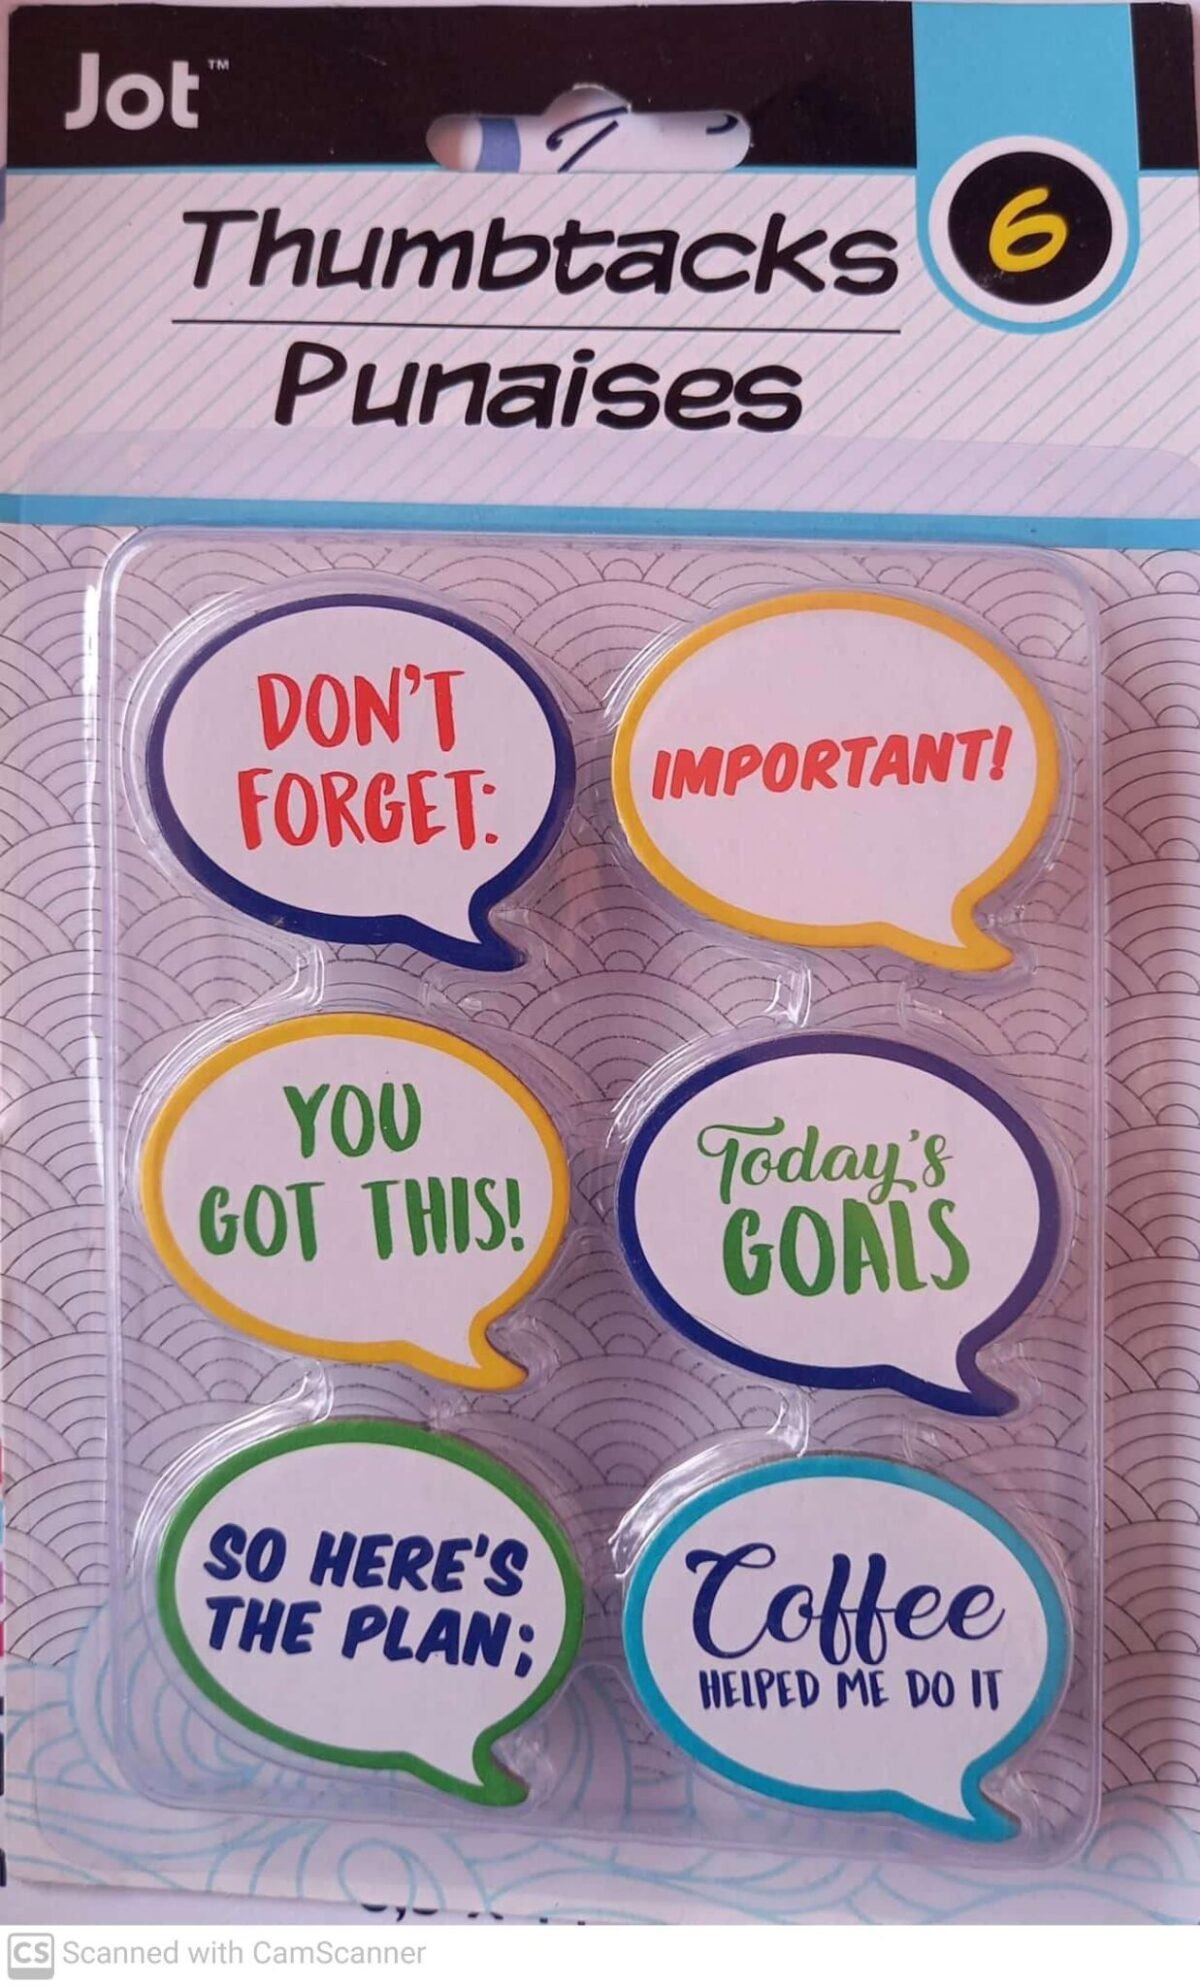 Jot™
6
Thumbtacks
Punaises
DON'T
FORGET:
IMPORTANT!
YOU
GOT THIS!
Today's
GOALS
SO HERE'S
THE PLAN;
Coffee
HELPED ME DO IT
CS Scanned with CamScanner